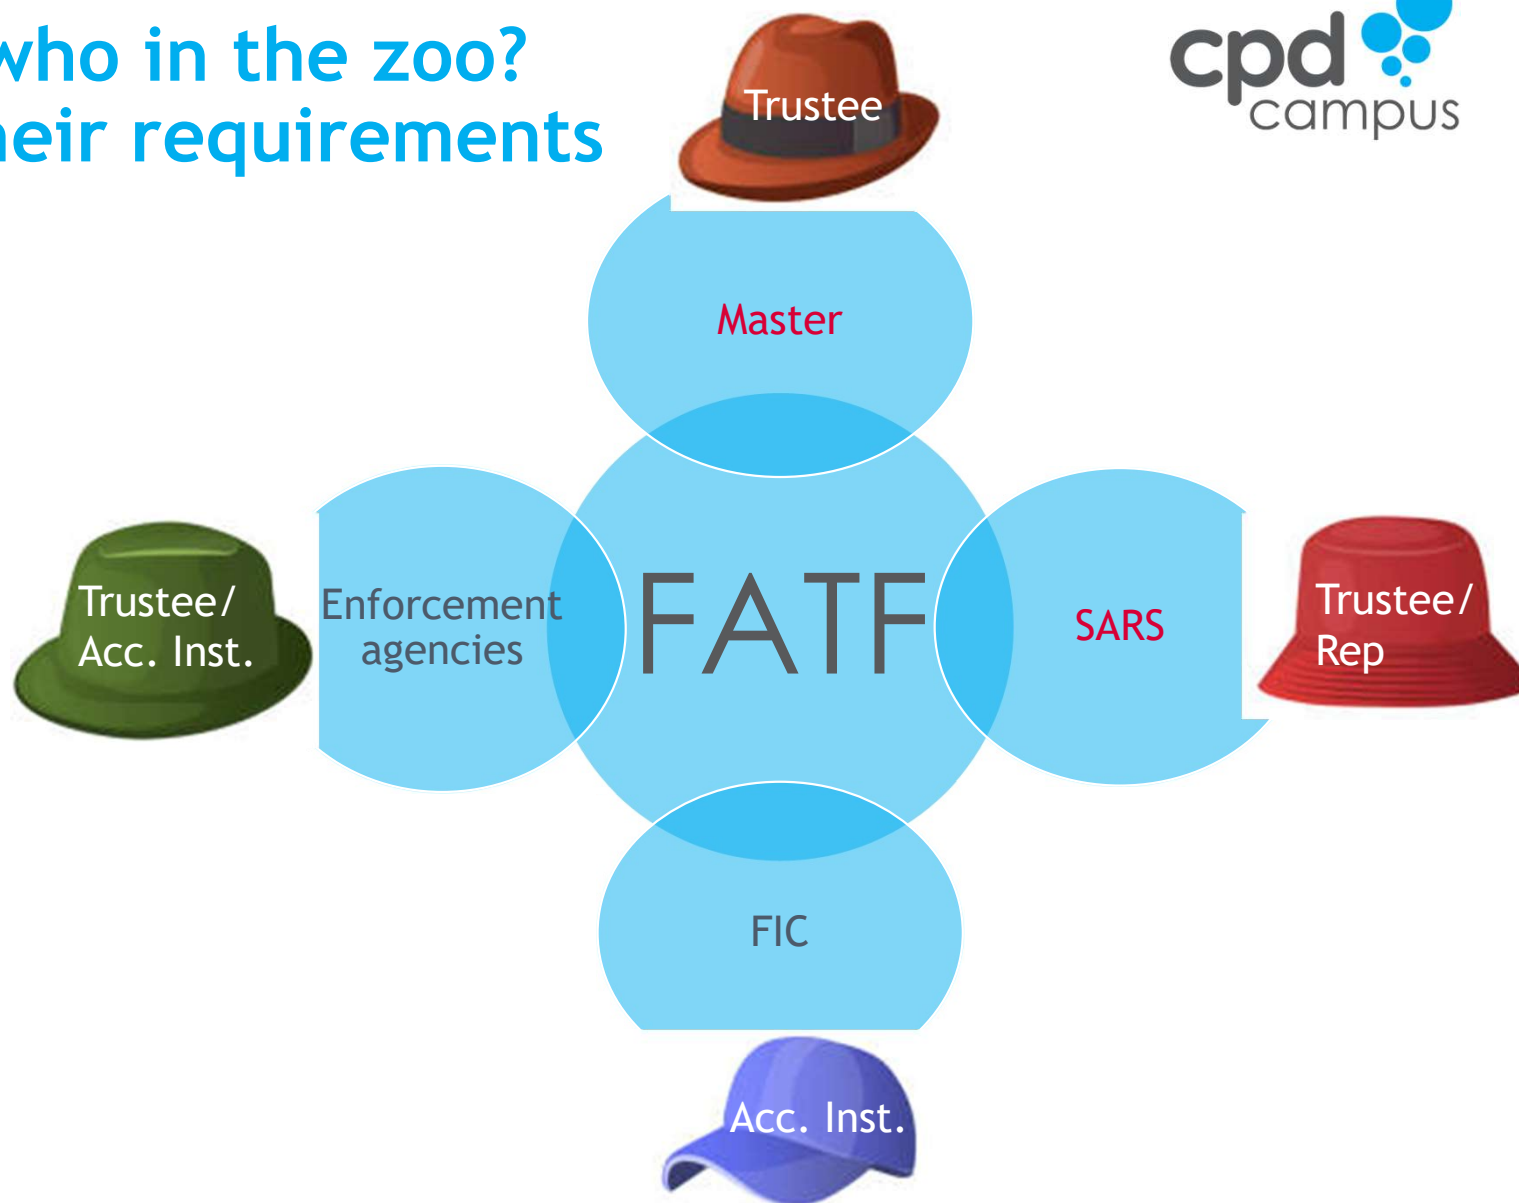 who in the zoo?
heir requirements
cpd
campus
Trustee
Master
Trustee/
Acc. Inst.
Enforcement
agencies
FATF
SARS
Trustee/
Rep
FIC
Acc. Inst.